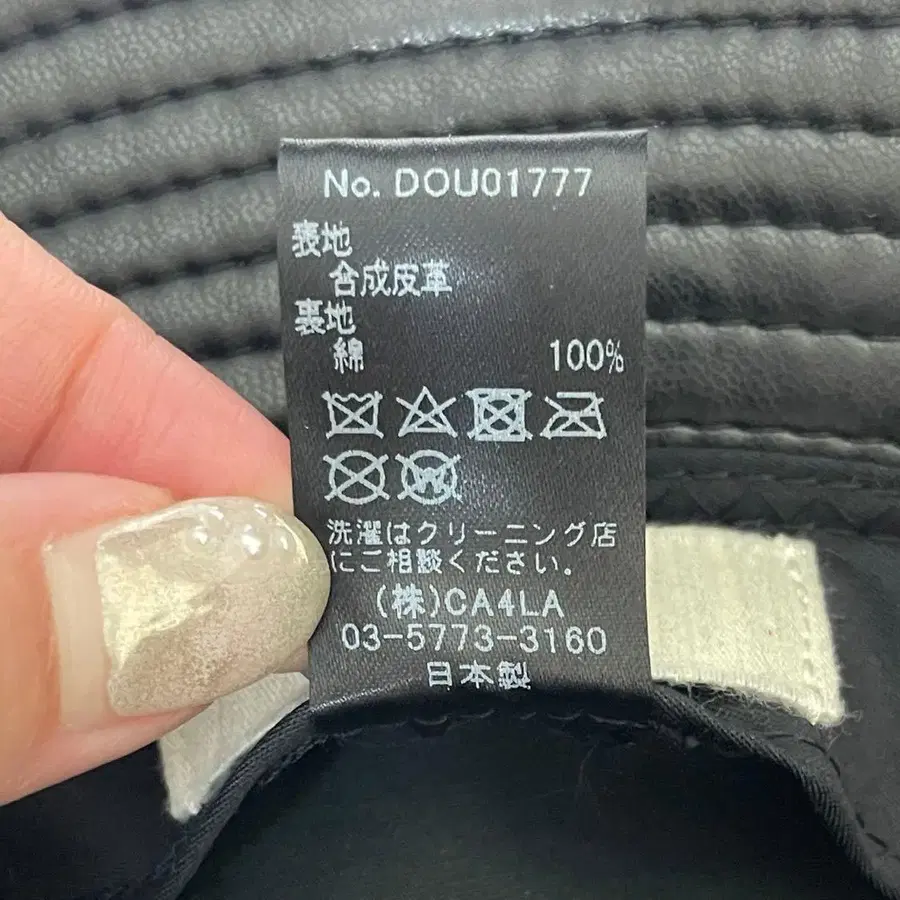 No. DOU01777
表地
合成皮革
裏地
綿 100%
洗濯はクリーニング店
にご相談ください。
(株)CA4LA
03-5773-3160
日本製